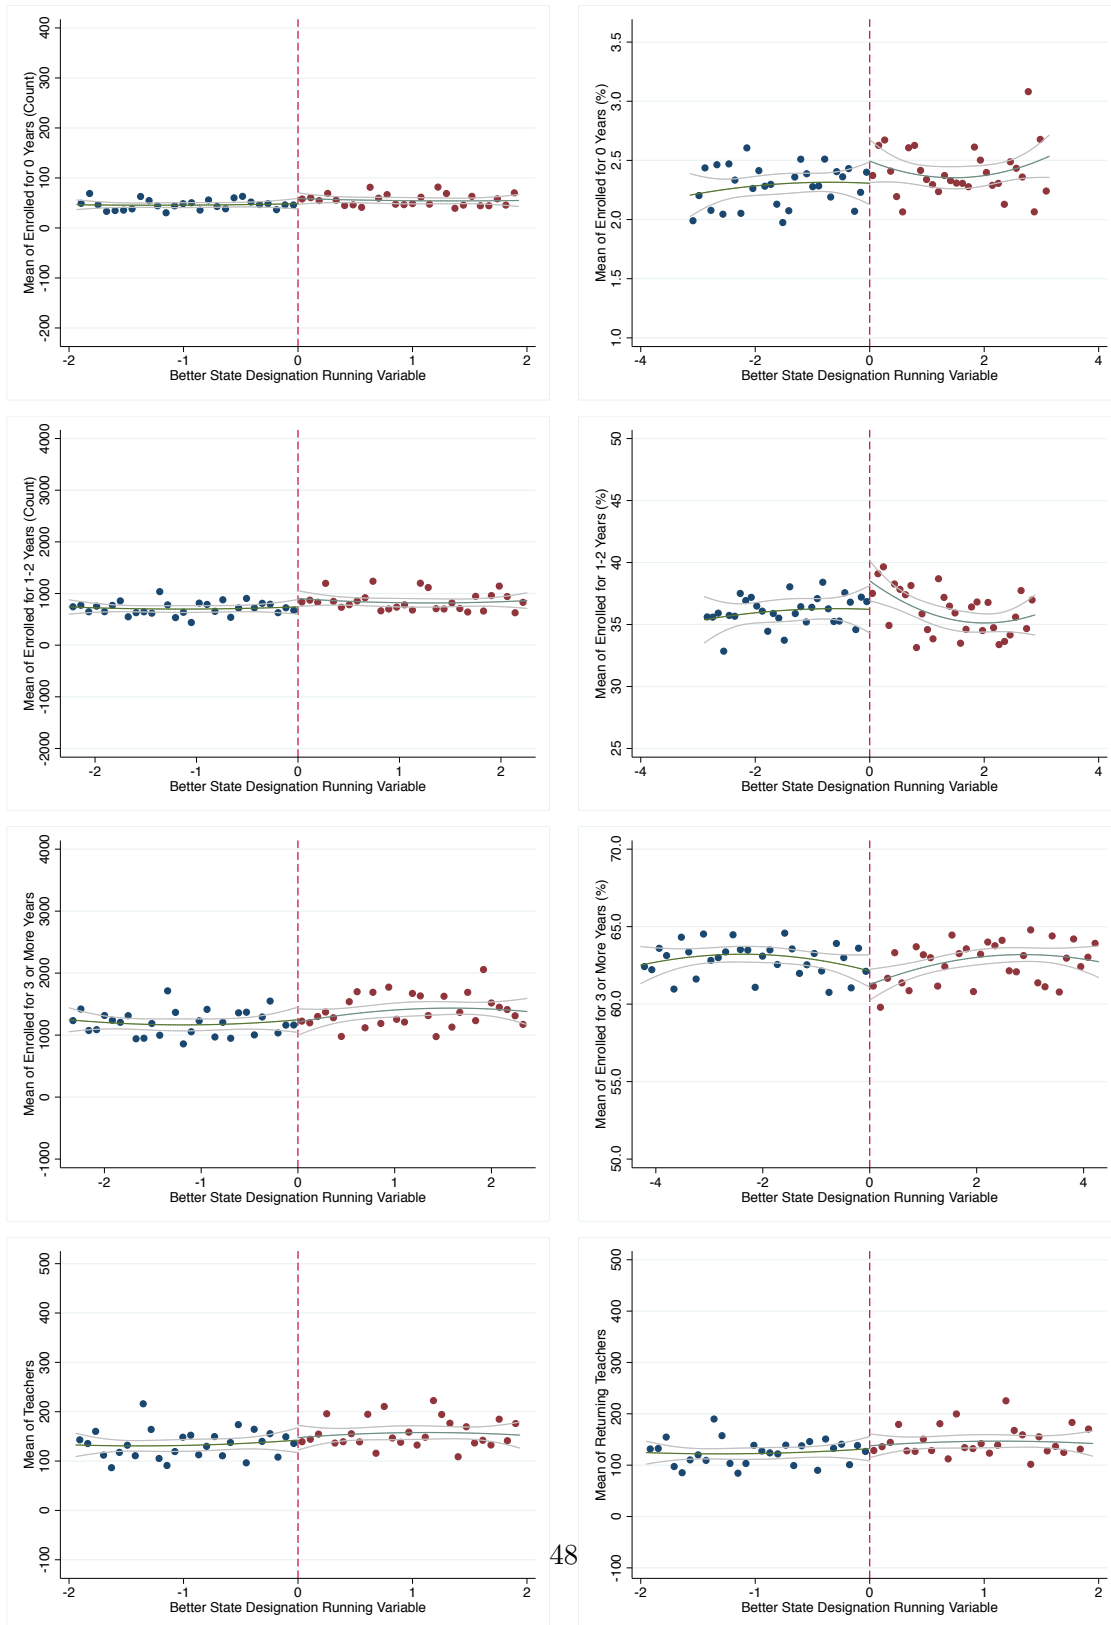 Mean of Enrolled for 0 Years (Count)
400
300
200
100
0
-100
-200
-2 -1 0 1 2
Better State Designation Running Variable
Mean of Enrolled for 0 Years (%)
3.5
3.0
2.5
2.0
1.5
1.0
-4 -2 0 2 4
Better State Designation Running Variable
Mean of Enrolled for 1-2 Years (Count)
4000
3000
2000
1000
0
-1000
-2000
-2 -1 0 1 2
Better State Designation Running Variable
Mean of Enrolled for 1-2 Years (%)
50
45
40
35
30
25
-4 -2 0 2 4
Better State Designation Running Variable
Mean of Enrolled for 3 or More Years
4000
3000
2000
1000
0
-1000
-2 -1 0 1 2
Better State Designation Running Variable
Mean of Enrolled for 3 or More Years (%)
70.0
65.0
60.0
55.0
50.0
-4 -2 0 2 4
Better State Designation Running Variable
Mean of Teachers
500
400
300
200
100
0
-100
-2 -1 0 1 2
Better State Designation Running Variable
Mean of Returning Teachers
500
400
300
200
100
0
-100
-2 -1 0 1 2
Better State Designation Running Variable
48